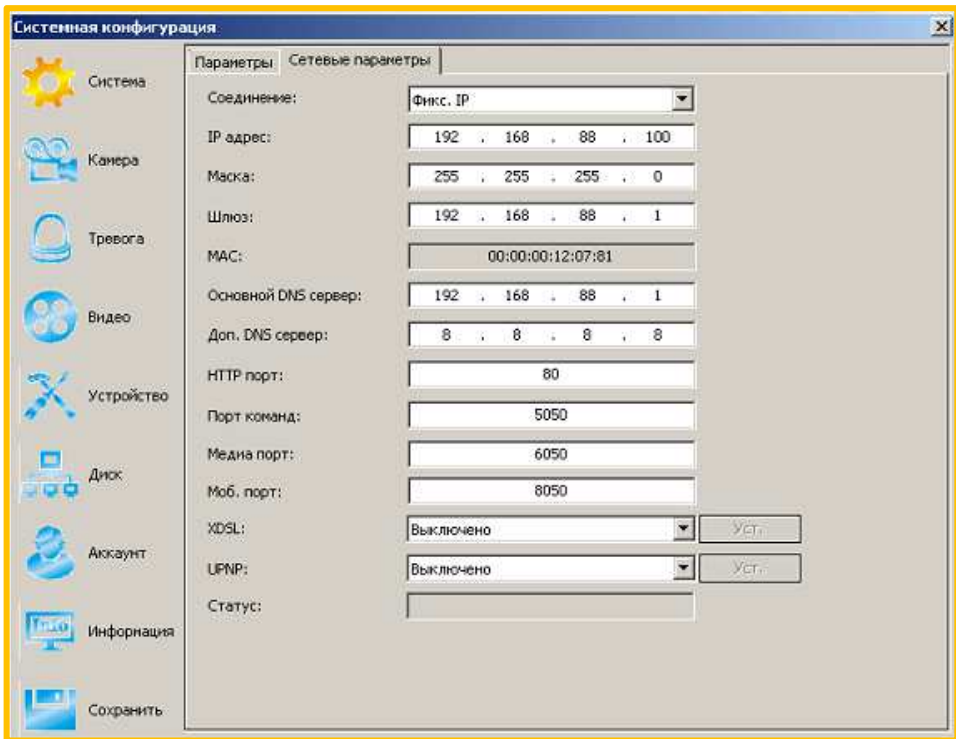 Системная конфигурация
Система
Камера
Тревога
Видео
Устройство
Диск
Аккаунт
Info
Информация
Сохранить
Параметры Сетевые параметры
Соединение: Фикс. IP
IP адрес: 192 . 168 . 88 . 100
Маска: 255 . 255 . 255 . 0
Шлюз: 192 . 168 . 88 . 1
MAC: 00:00:00:12:07:81
Основной DNS сервер: 192 . 168 . 88 . 1
Доп. DNS сервер: 8 . 8 . 8 . 8
HTTP порт: 80
Порт команд: 5050
Медиа порт: 6050
Моб. порт: 8050
XDSL: Выключено Уст.
UPNP: Выключено Уст.
Статус: